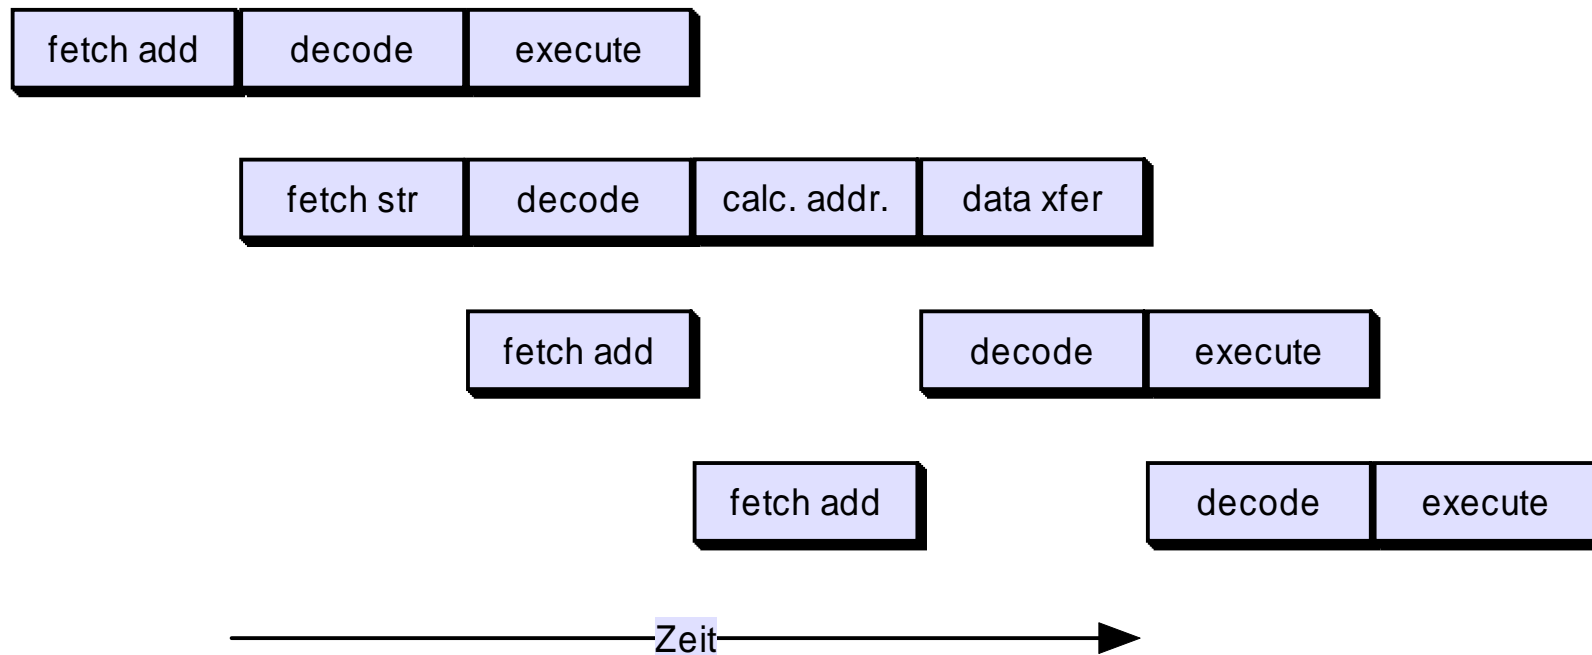 fetch add decode execute
fetch str decode calc. addr. data xfer
fetch add decode execute
fetch add decode execute
Zeit